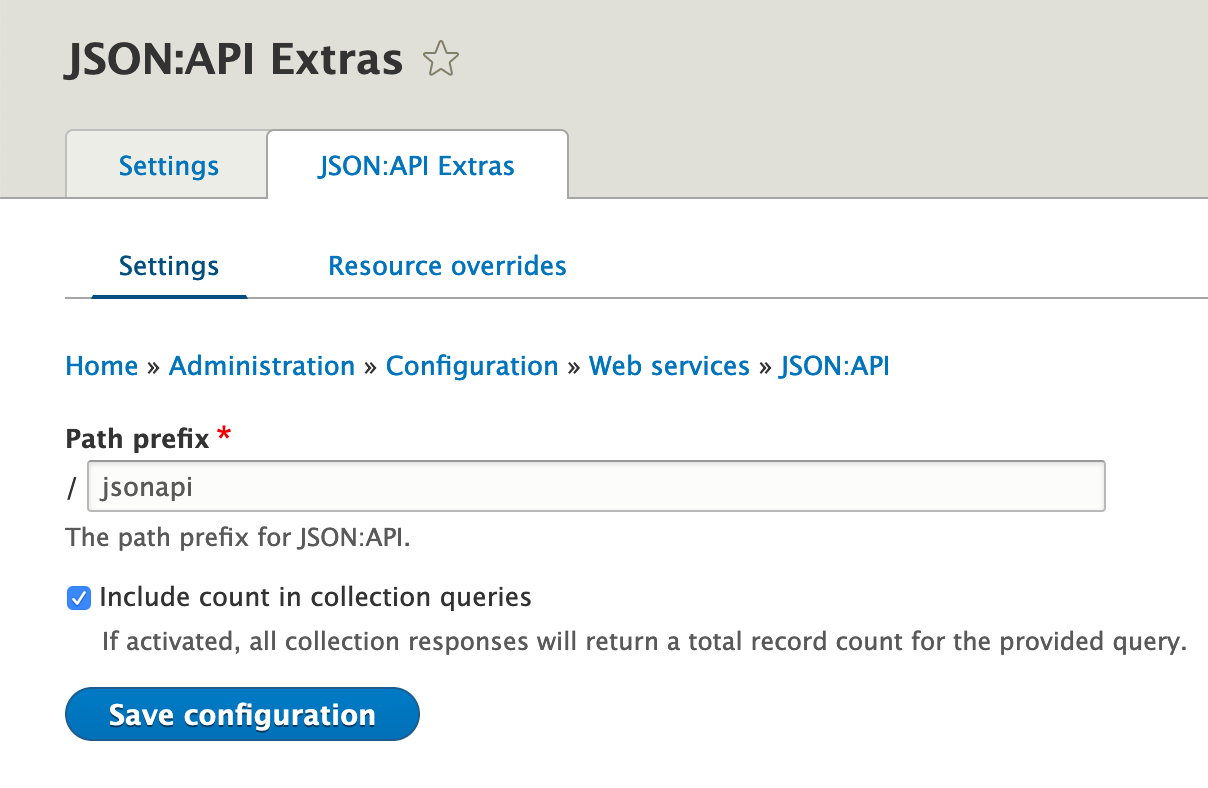 JSON:API Extras
Settings JSON:API Extras
Settings Resource overrides
Home » Administration » Configuration » Web services » JSON:API
Path prefix *
/ jsonapi
The path prefix for JSON:API.
Include count in collection queries
If activated, all collection responses will return a total record count for the provided query.
Save configuration